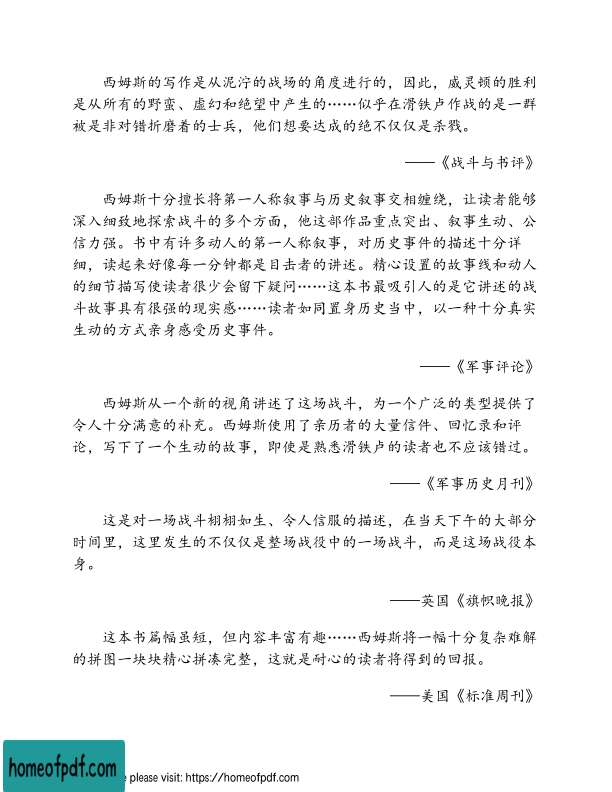 西姆斯的写作是从泥泞的战场的角度进行的，因此，威灵顿的胜利
是从所有的野蛮、虚幻和绝望中产生的……似乎在滑铁卢作战的是一群
被是非对错折磨着的士兵，他们想要达成的绝不仅仅是杀戮。
——《战斗与书评》
西姆斯十分擅长将第一人称叙事与历史叙事交相缠绕，让读者能够
深入细致地探索战斗的多个方面，他这部作品重点突出、叙事生动、公
信力强。书中有许多动人的第一人称叙事，对历史事件的描述十分详
细，读起来好像每一分钟都是目击者的讲述。精心设置的故事线和动人
的细节描写使读者很少会留下疑问……这本书最吸引人的是它讲述的战
斗故事具有很强的现实感……读者如同置身历史当中，以一种十分真实
生动的方式亲身感受历史事件。
——《军事评论》
西姆斯从一个新的视角讲述了这场战斗，为一个广泛的类型提供了
令人十分满意的补充。西姆斯使用了亲历者的大量信件、回忆录和评
论，写下了一个生动的故事，即使是熟悉滑铁卢的读者也不应该错过。
——《军事历史月刊》
这是对一场战斗栩栩如生、令人信服的描述，在当天下午的大部分
时间里，这里发生的不仅仅是整场战役中的一场战斗，而是这场战役本
身。
——英国《旗帜晚报》
这本书篇幅虽短，但内容丰富有趣……西姆斯将一幅十分复杂难解
的拼图一块块精心拼凑完整，这就是耐心的读者将得到的回报。
——美国《标准周刊》
homeofpdf.com
e please visit: https://homeofpdf.com